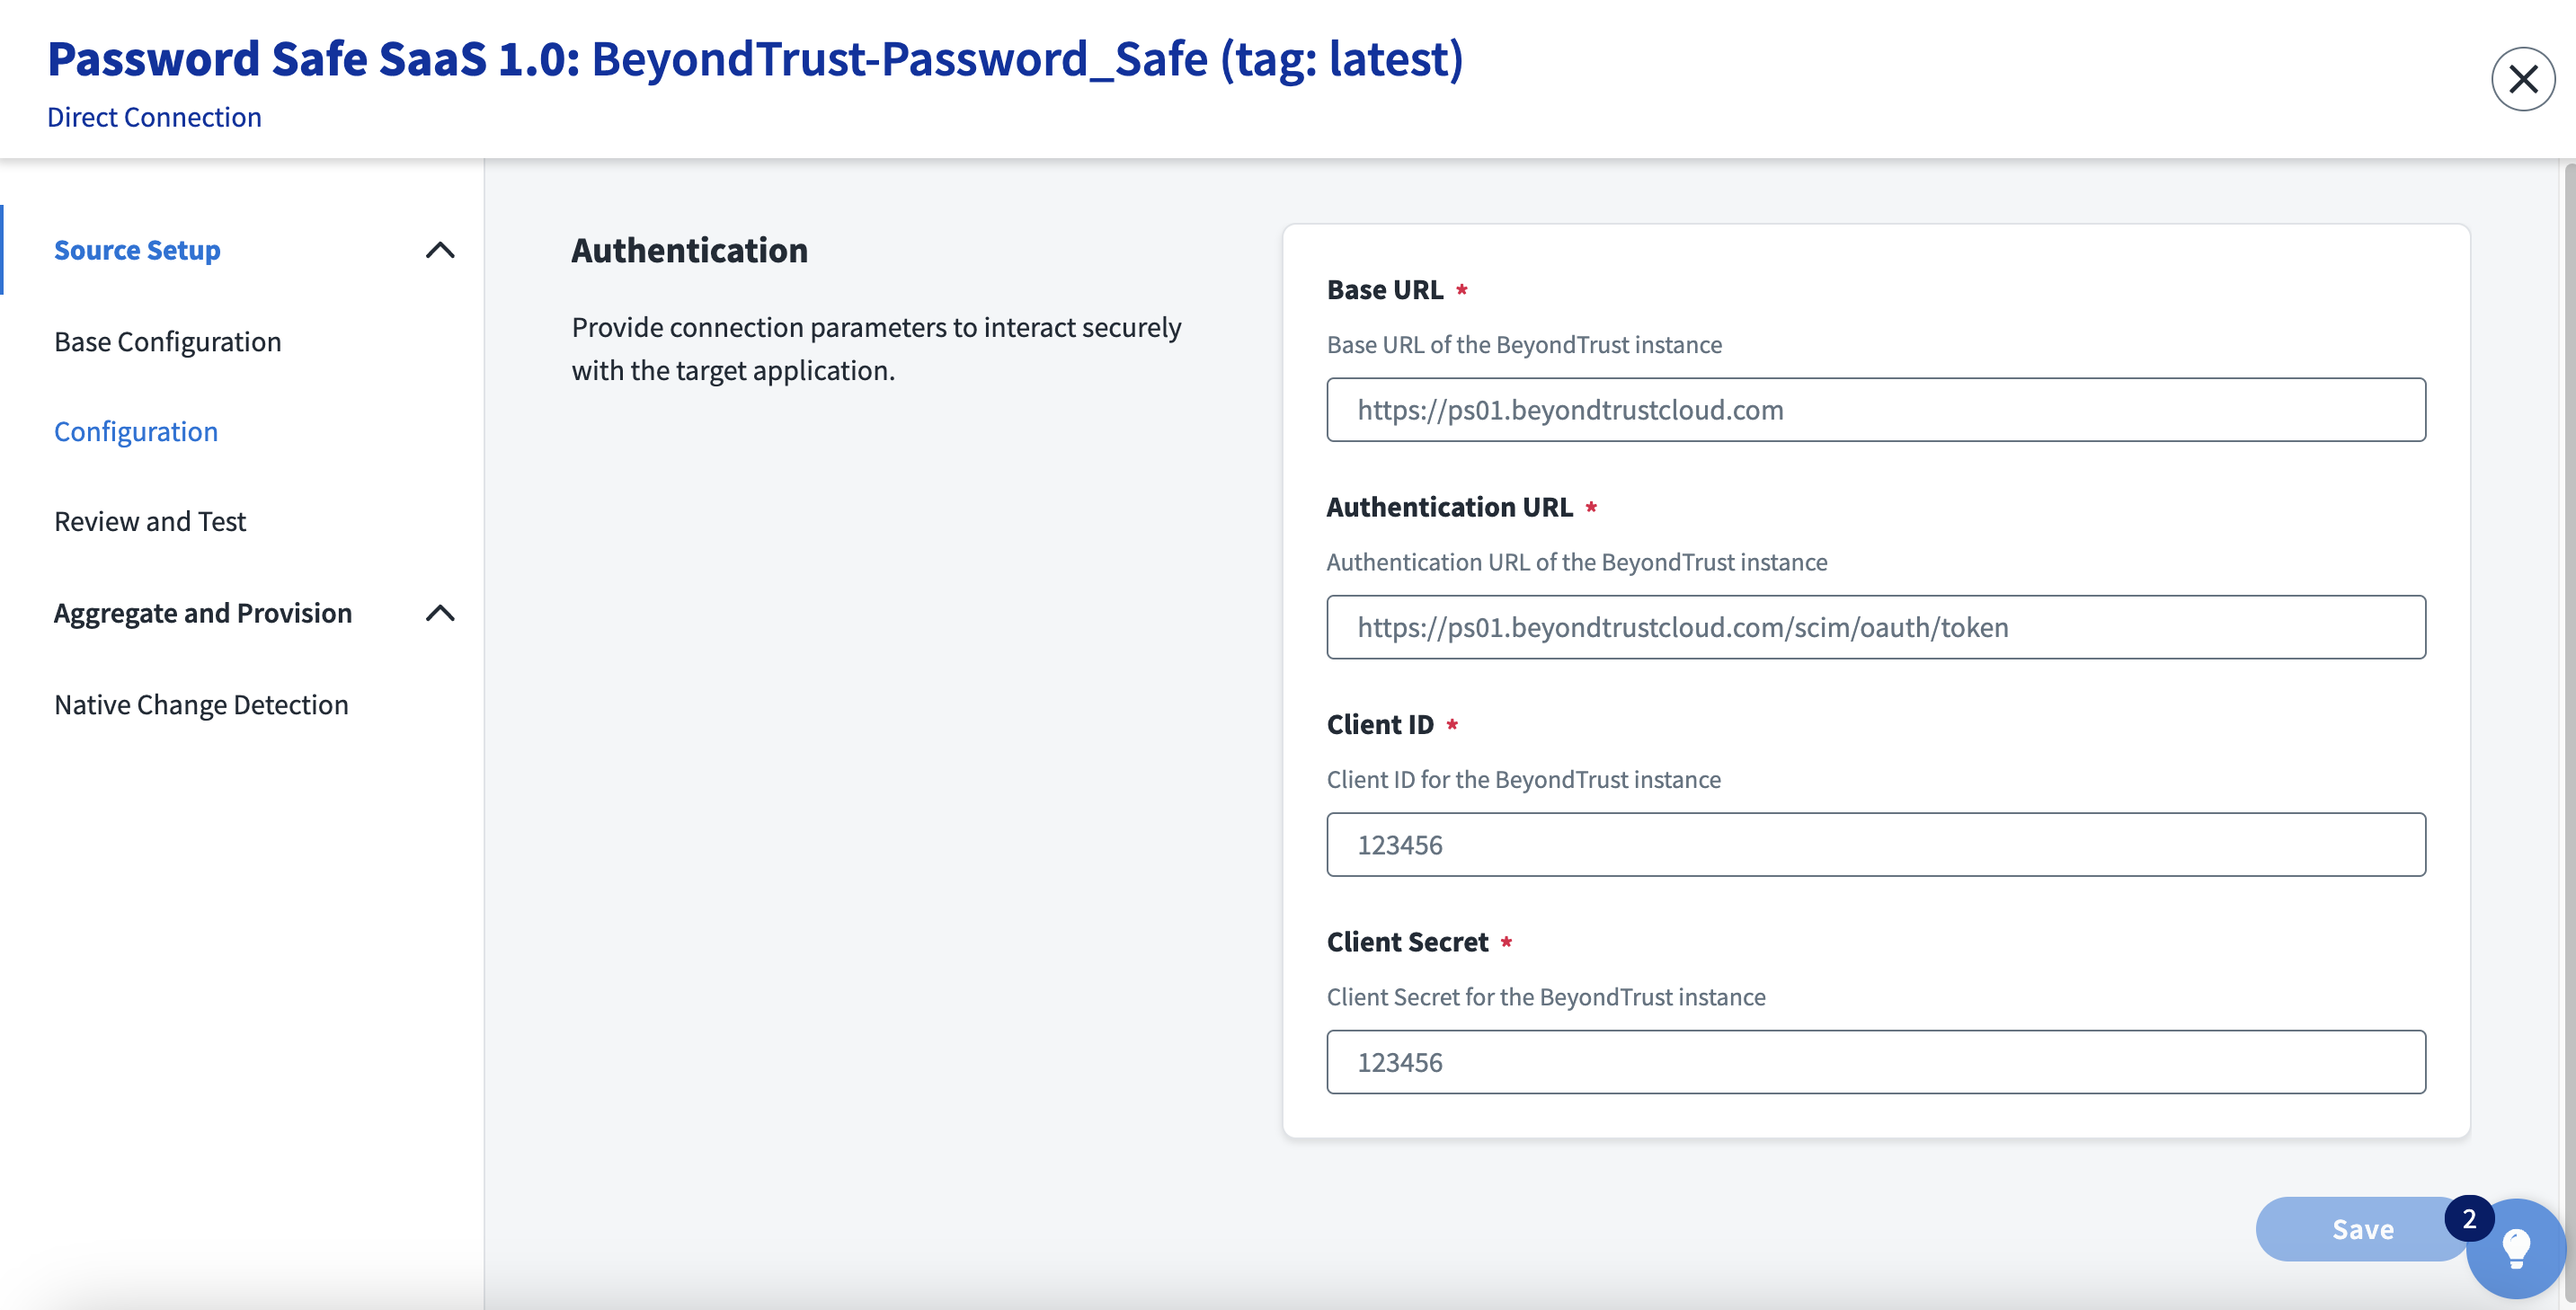 Password Safe SaaS 1.0: BeyondTrust-Password_Safe (tag: latest)
Direct Connection
Source Setup
Base Configuration
Configuration
Review and Test
Aggregate and Provision
Native Change Detection
Authentication
Provide connection parameters to interact securely
with the target application.
Base URL *
Base URL of the BeyondTrust instance
https://ps01.beyondtrustcloud.com
Authentication URL *
Authentication URL of the BeyondTrust instance
https://ps01.beyondtrustcloud.com/scim/oauth/token
Client ID *
Client ID for the BeyondTrust instance
123456
Client Secret *
Client Secret for the BeyondTrust instance
123456
Save
2